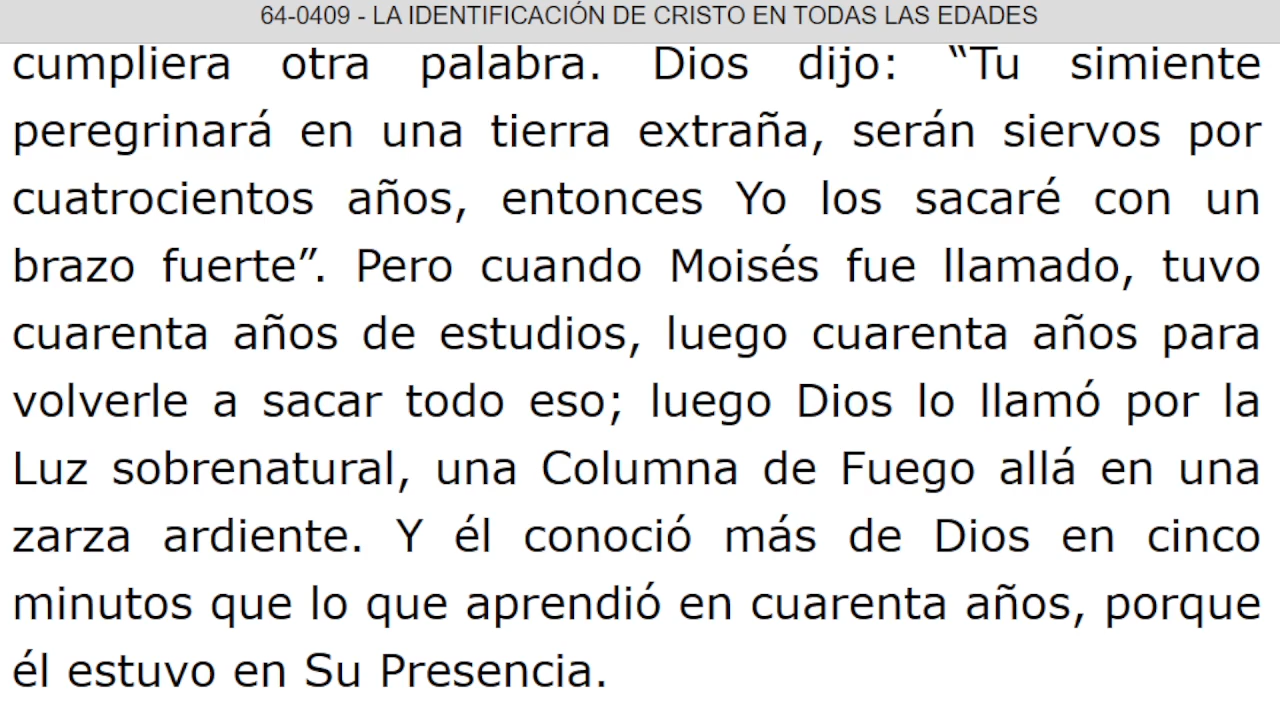 64-0409 - LA IDENTIFICACIÓN DE CRISTO EN TODAS LAS EDADES
cumpliera otra palabra. Dios dijo: “Tu simiente
peregrinará en una tierra extraña, serán siervos por
cuatrocientos años, entonces Yo los sacaré con un
brazo fuerte”. Pero cuando Moisés fue llamado, tuvo
cuarenta años de estudios, luego cuarenta años para
volverle a sacar todo eso; luego Dios lo llamó por la
Luz sobrenatural, una Columna de Fuego allá en una
zarza ardiente. Y él conoció más de Dios en cinco
minutos que lo que aprendió en cuarenta años, porque
él estuvo en Su Presencia.